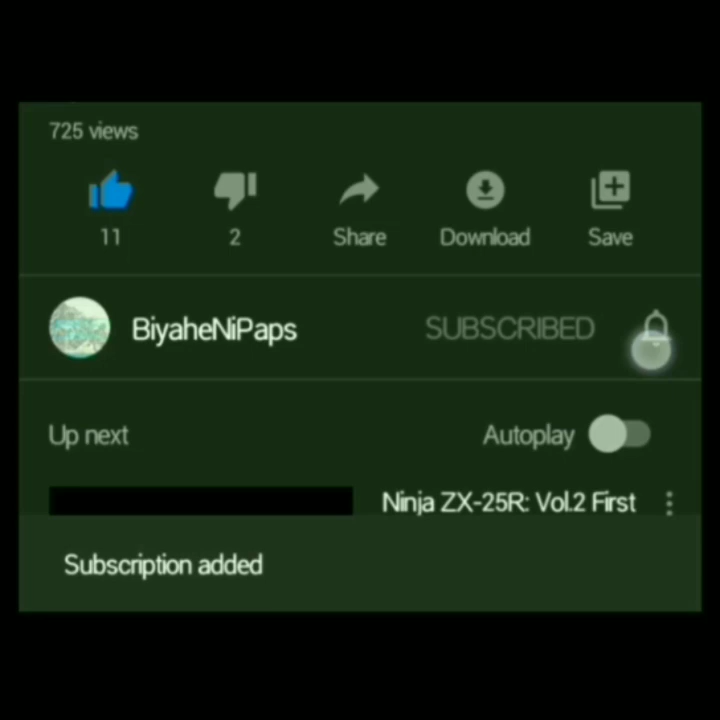 725 views
11
2
Share
Download
Save
BiyaheNiPaps
SUBSCRIBED
Up next
Autoplay
Ninja ZX-25R: Vol.2 First
Subscription added